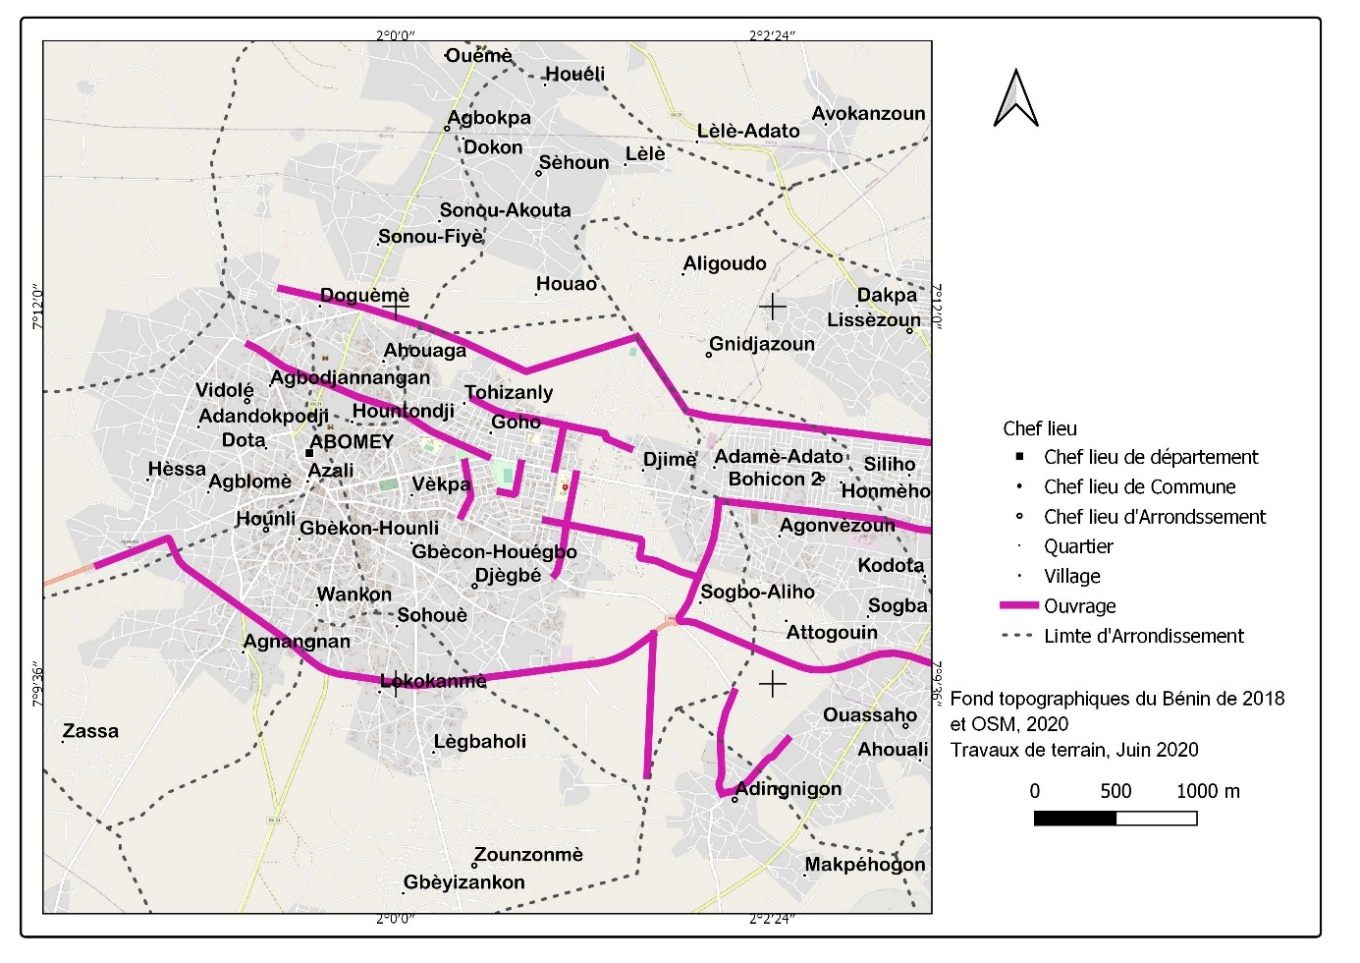 2°0'0"
2°2'24"
Ouémè
Houéli
Avokanzoun
Agbokpa
Lèlè-Adato
Dokon
Lèlè
Sèhoun
Sonou-Akouta
Sonou-Fiyè
Aligoudo
Houao
Doguèmè
Dakpa
7°12'0"
7°12'0"
Lissèzoun
Gnidjazoun
Ahouaga
Agbodjannangan
Vidolé
Tohizanly
Adandokpodji
Hountondji
Goho
Dota
ABOMEY
Djimè
Adamè-Adato
Siliho
Hèssa
Azali
Agblomè
Vèkpa
Bohicon 2
Honmèho
Hounli
Gbèkon-Hounli
Agonvèzoun
Gbècon-Houégbo
Djègbé
Kodota
Wankon
Sogbo-Aliho
Sohouè
Sogba
Agnangnan
Attogouin
Lokokanmè
7°9'36"
7°9'36"
Zassa
Ouassaho
Lègbaholi
Ahouali
Adingnigon
Zounzonmè
Makpéhogon
Gbèyizankon
2°0'0"
2°2'24"
Chef lieu
Chef lieu de département
Chef lieu de Commune
Chef lieu d'Arrondssement
Quartier
Village
Ouvrage
Limte d'Arrondissement
Fond topographiques du Bénin de 2018
et OSM, 2020
Travaux de terrain, Juin 2020
0 500 1000 m